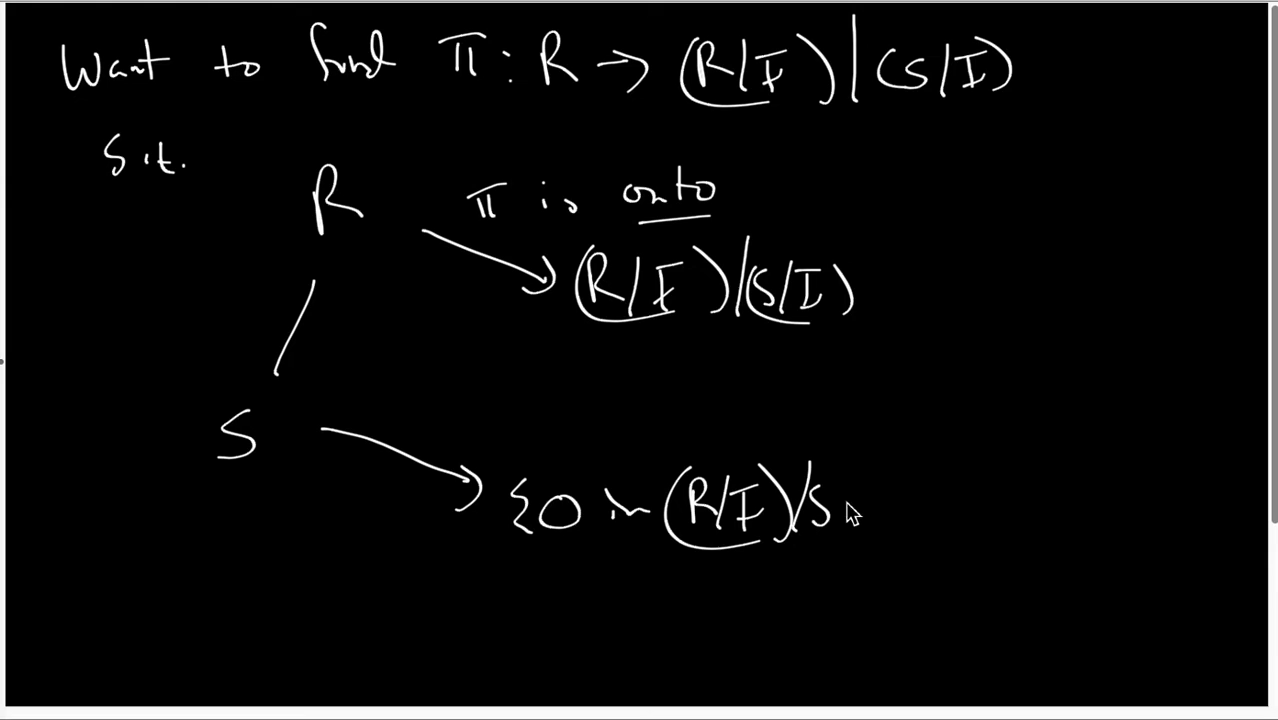 Want to find π : R → (R/I) / (S/I)
s.t.
R π is onto
(R/I) / (S/I)
S
{0 in (R/I)/S